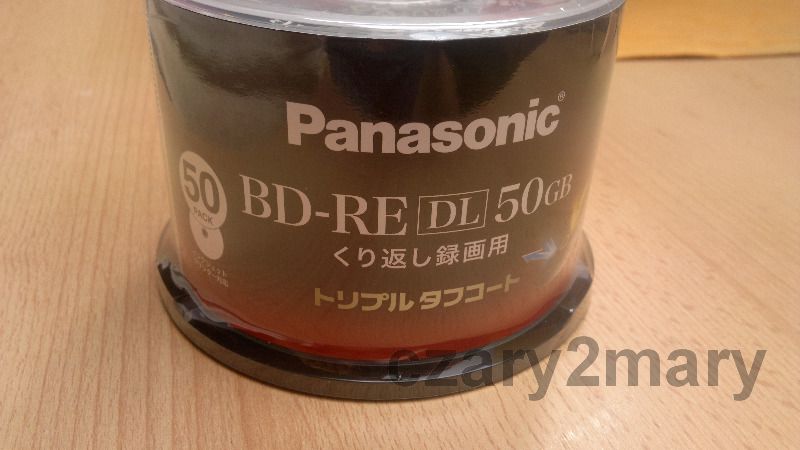 Panasonic®
50
PACK
BD-RE DL 50GB
くり返し録画用
トリプル タフコート
czary2mary